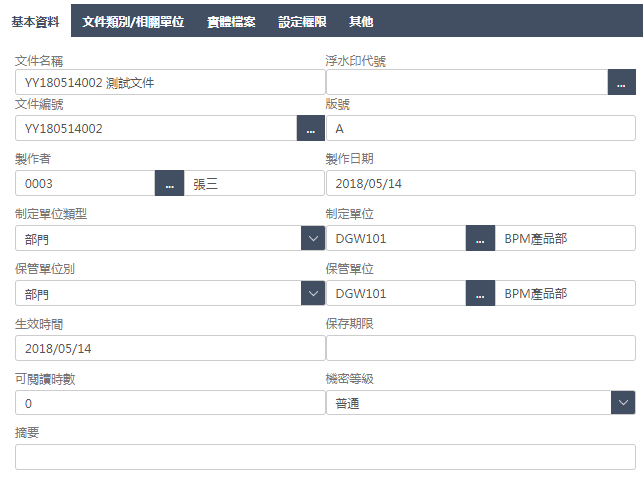 基本資料 文件類別/相關單位 實體檔案 設定權限 其他
文件名稱 浮水印代號
YY180514002 測試文件 ...
文件編號 版號
YY180514002 ... A
製作者 製作日期
0003 ... 張三 2018/05/14
制定單位類型 制定單位
部門 DGW101 ... BPM產品部
保管單位別 保管單位
部門 DGW101 ... BPM產品部
生效時間 保存期限
2018/05/14
可閱讀時數 機密等級
0 普通
摘要